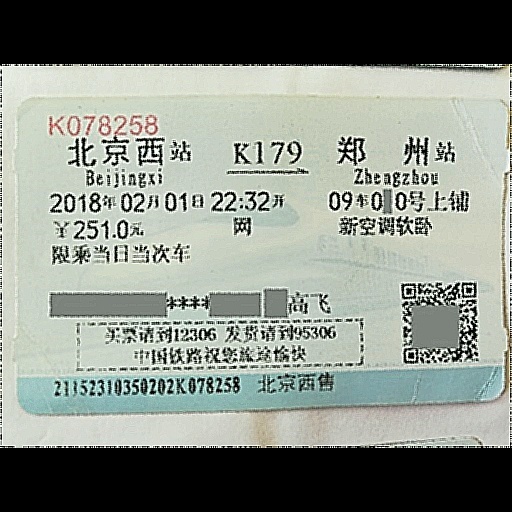 K078258
北京西站 K179 郑州站
Beijingxi Zhengzhou
2018年02月01日 22:32开 09车0 0号上铺
￥251.0元 网 新空调软卧
限乘当日当次车
**** 高飞
买票请到12306 发货请到95306
中国铁路祝您旅途愉快
21152310350202K078258 北京西售